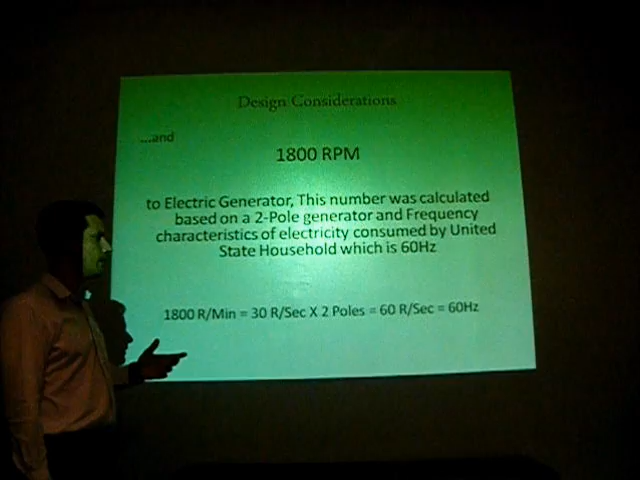 Design Considerations
...and
1800 RPM
to Electric Generator, This number was calculated
based on a 2-Pole generator and Frequency
characteristics of electricity consumed by United
State Household which is 60Hz
1800 R/Min = 30 R/Sec X 2 Poles = 60 R/Sec = 60Hz